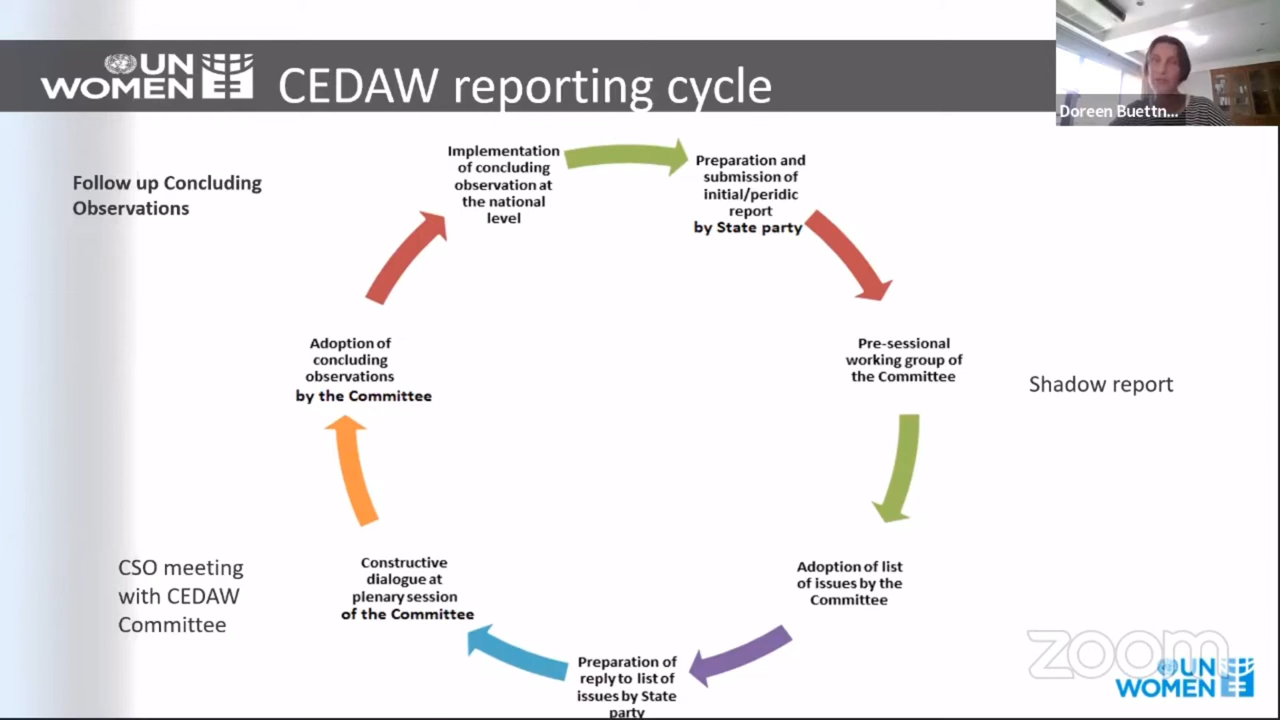 UN
WOMEN
CEDAW reporting cycle
Doreen Buettn...
Follow up Concluding
Observations
Implementation
of concluding
observation at
the national
level
Preparation and
submission of
initial/peridic
report
by State party
Pre-sessional
working group of
the Committee
Shadow report
Adoption of list
of issues by the
Committee
Preparation of
reply to list of
issues by State
party
Constructive
dialogue at
plenary session
of the Committee
CSO meeting
with CEDAW
Committee
Adoption of
concluding
observations
by the Committee
zoom
UN
WOMEN